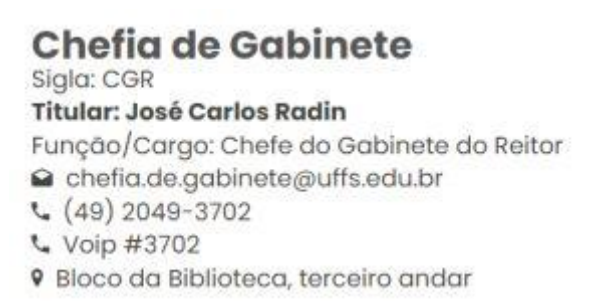 Chefia de Gabinete
Sigla: CGR
Titular: José Carlos Radin
Função/Cargo: Chefe do Gabinete do Reitor
chefia.de.gabinete@uffs.edu.br
(49) 2049-3702
Voip #3702
Bloco da Biblioteca, terceiro andar